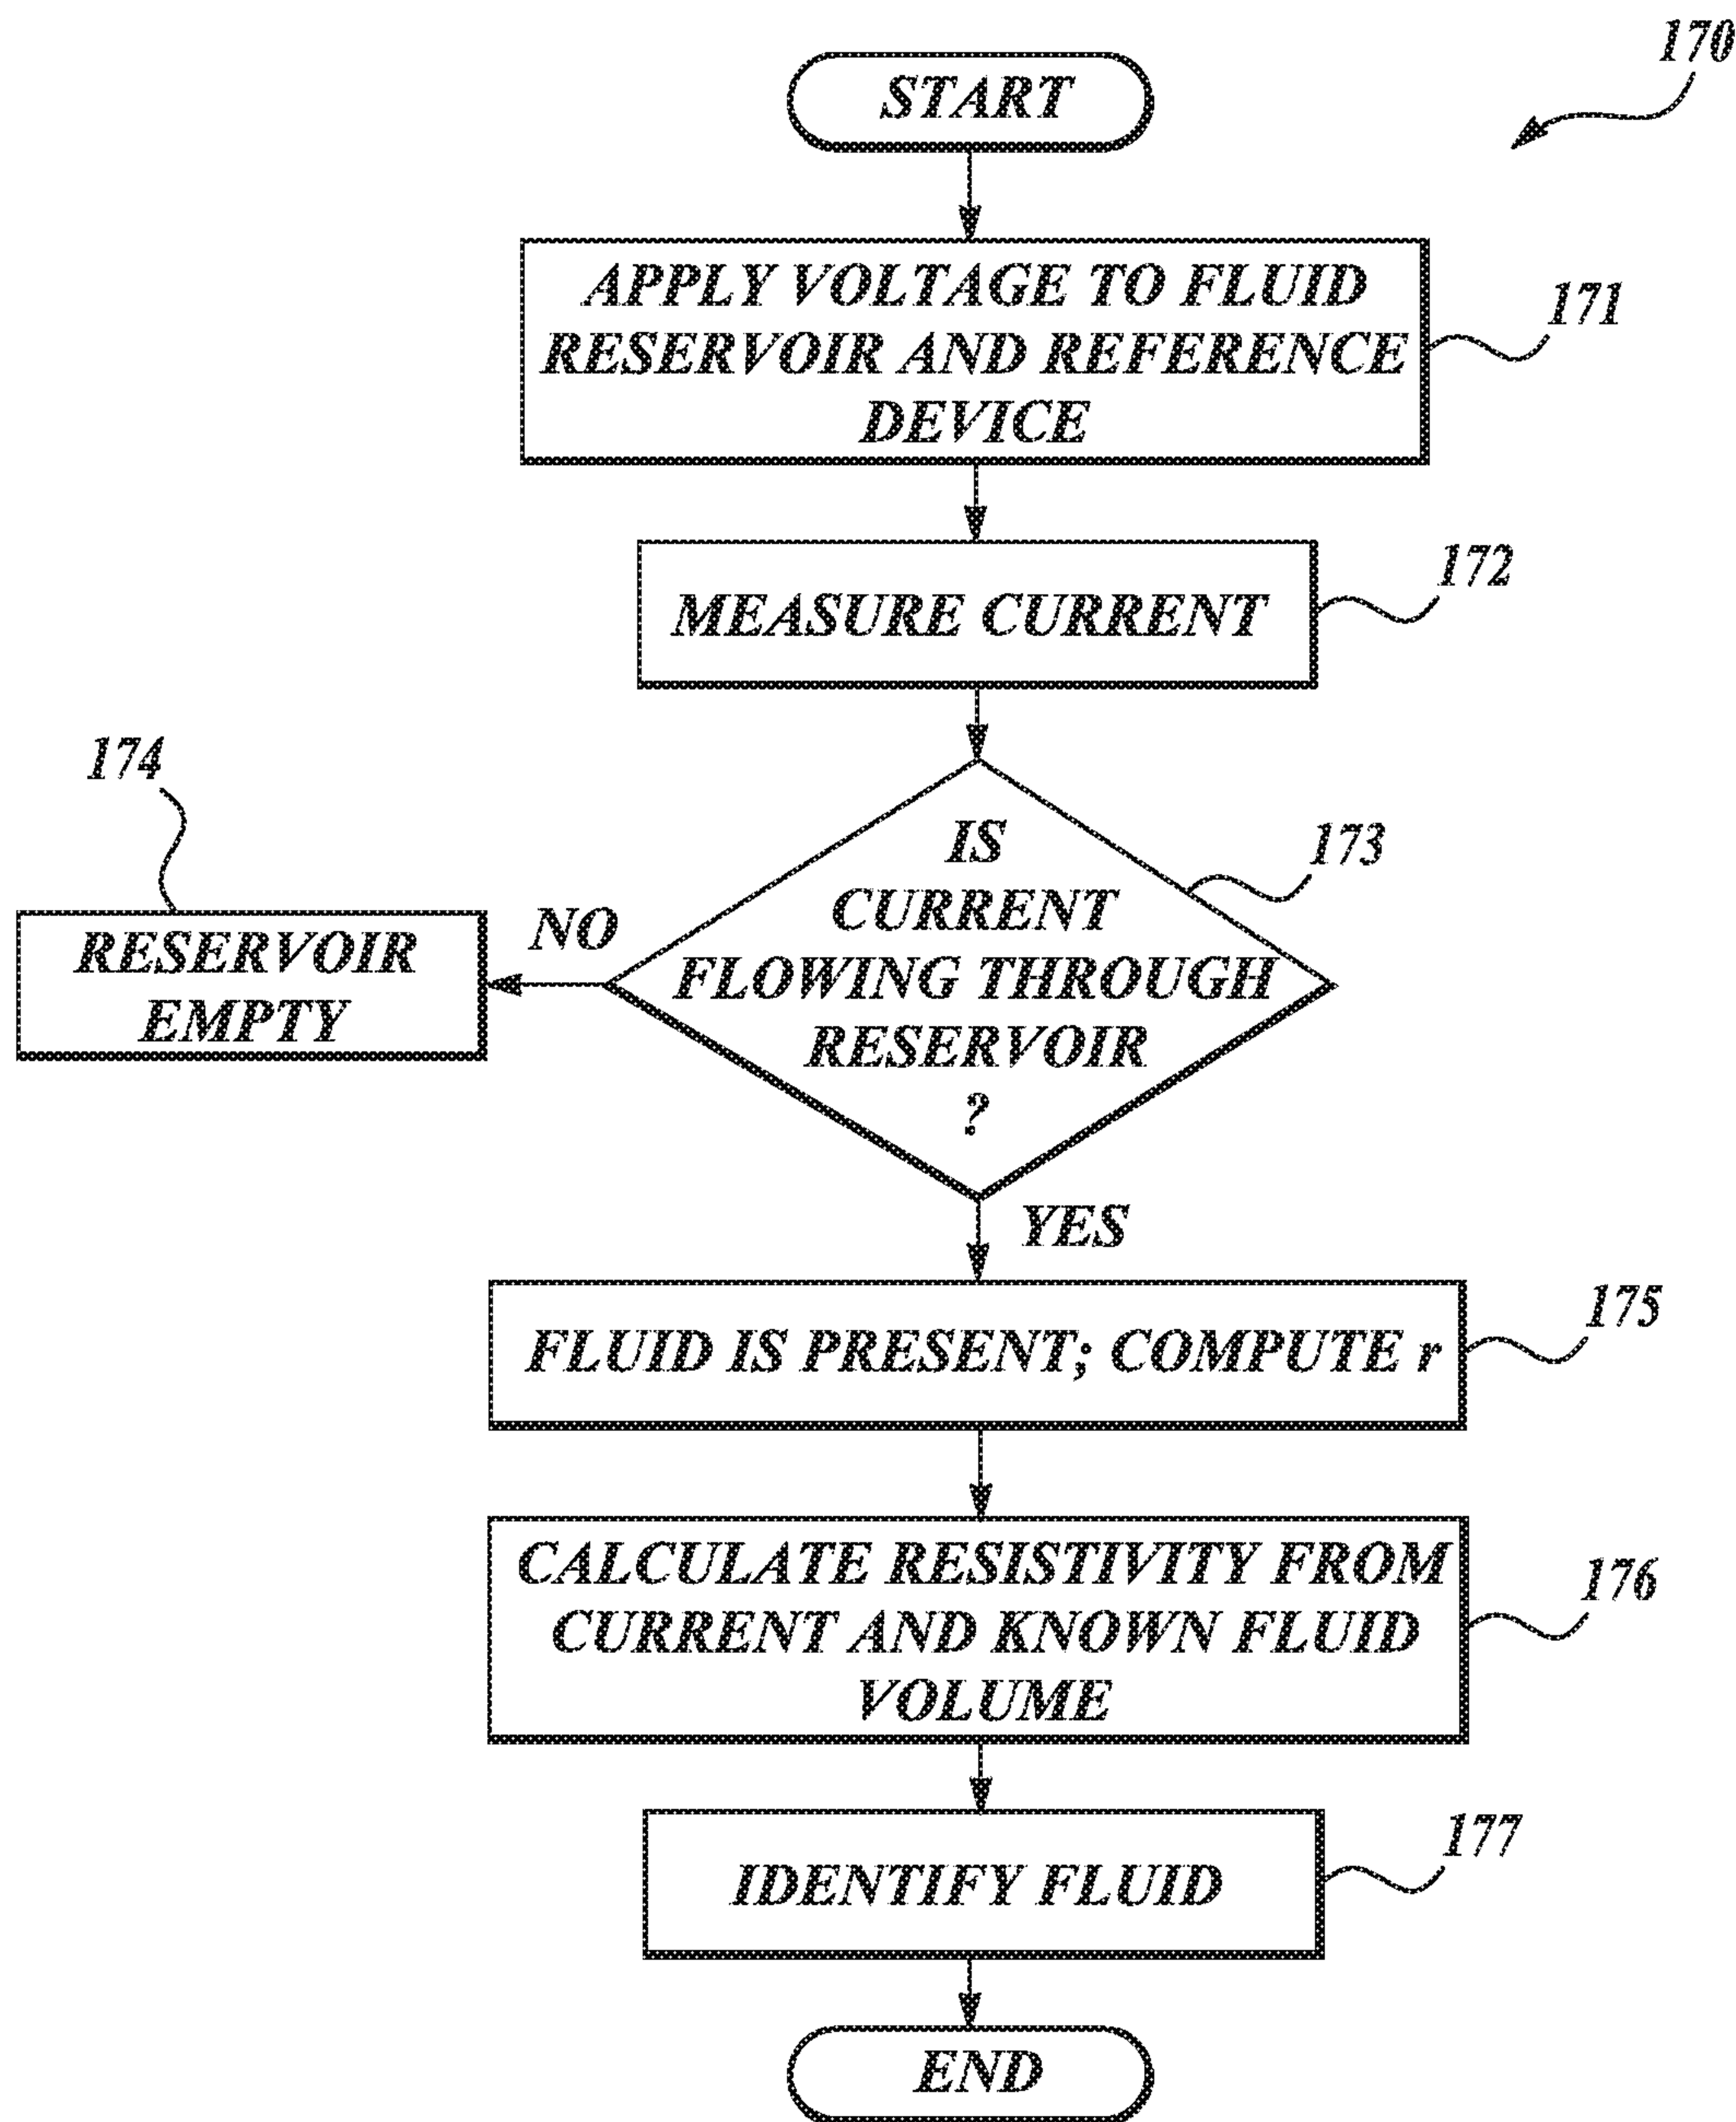 170
START
APPLY VOLTAGE TO FLUID
RESERVOIR AND REFERENCE
DEVICE
171
MEASURE CURRENT
172
IS
CURRENT
FLOWING THROUGH
RESERVOIR
?
173
NO
174
RESERVOIR
EMPTY
YES
FLUID IS PRESENT; COMPUTE r
175
CALCULATE RESISTIVITY FROM
CURRENT AND KNOWN FLUID
VOLUME
176
IDENTIFY FLUID
177
END